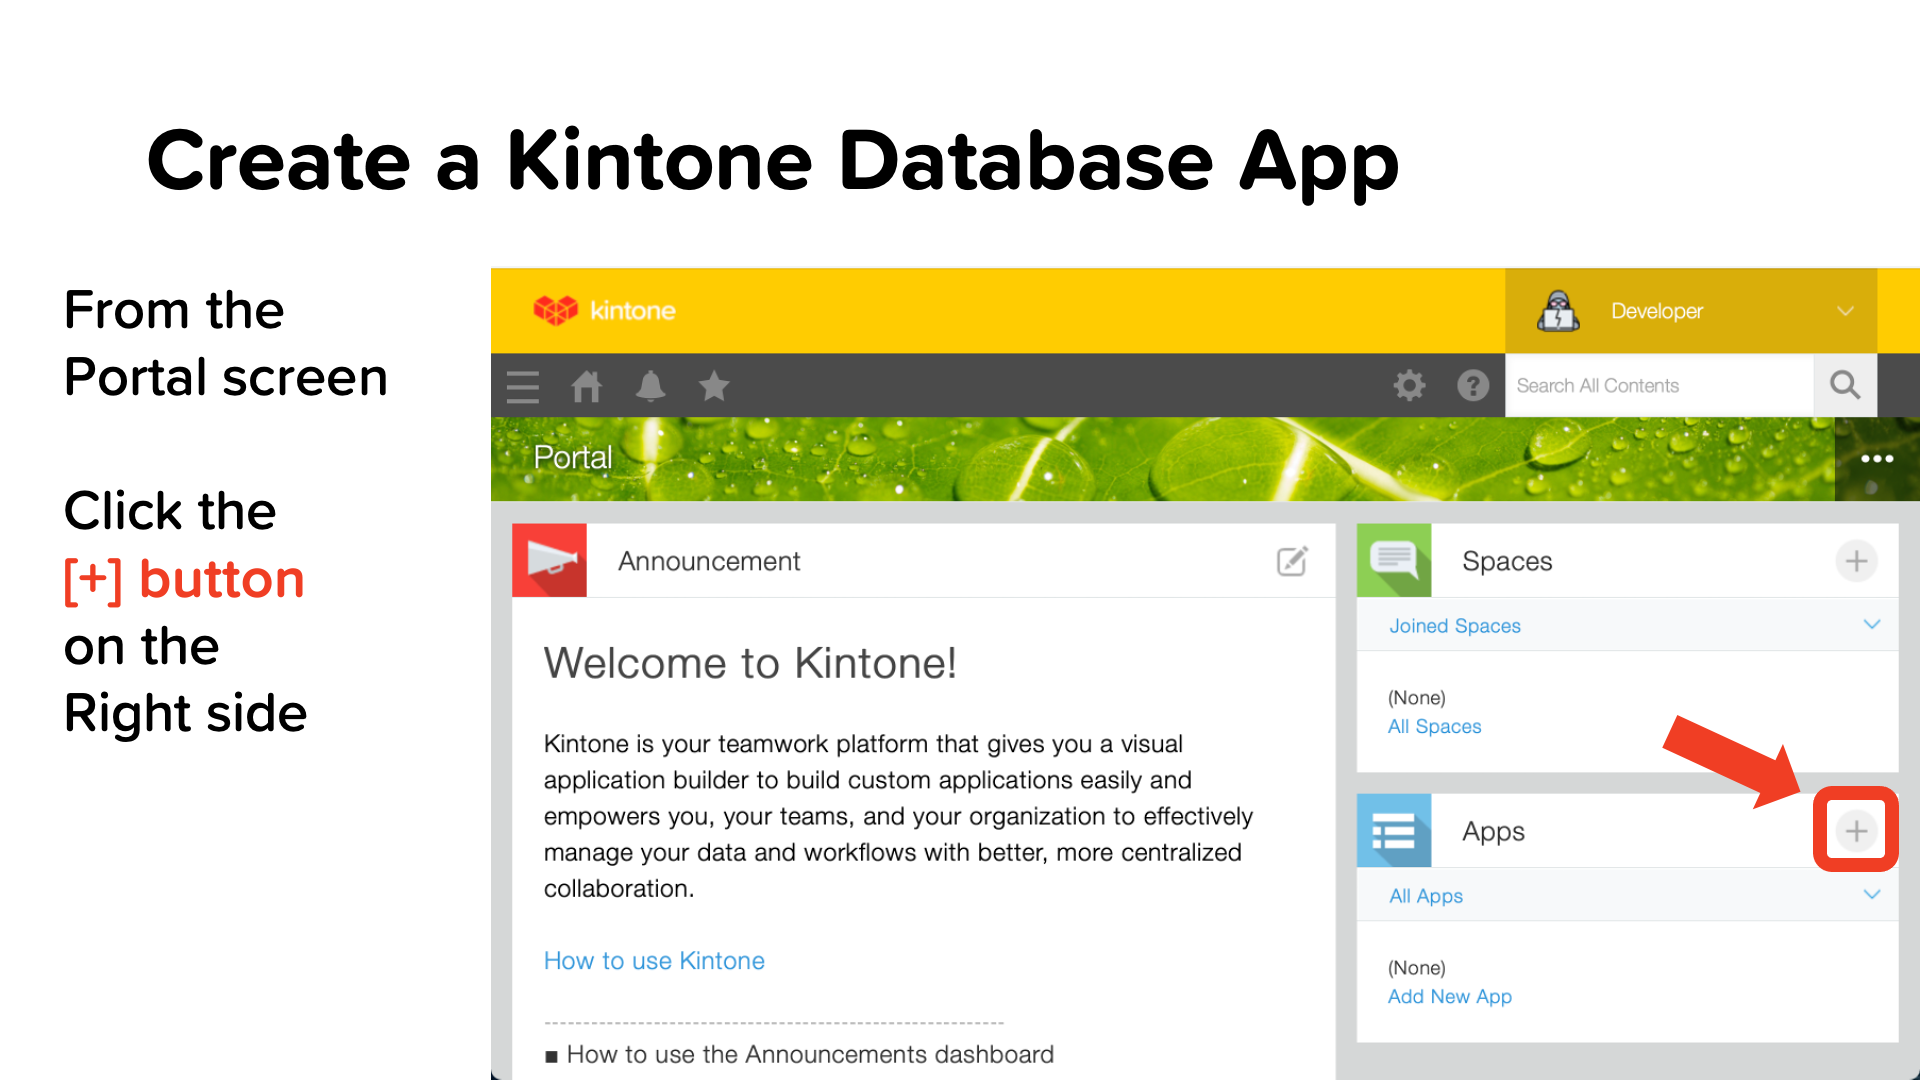 Create a Kintone Database App
From the
Portal screen
Click the
[+] button
on the
Right side
kintone
Developer
Search All Contents
Portal
Announcement
Welcome to Kintone!
Kintone is your teamwork platform that gives you a visual
application builder to build custom applications easily and
empowers you, your teams, and your organization to effectively
manage your data and workflows with better, more centralized
collaboration.
How to use Kintone
------------------------------------------------------------
■ How to use the Announcements dashboard
Spaces
Joined Spaces
(None)
All Spaces
Apps
All Apps
(None)
Add New App